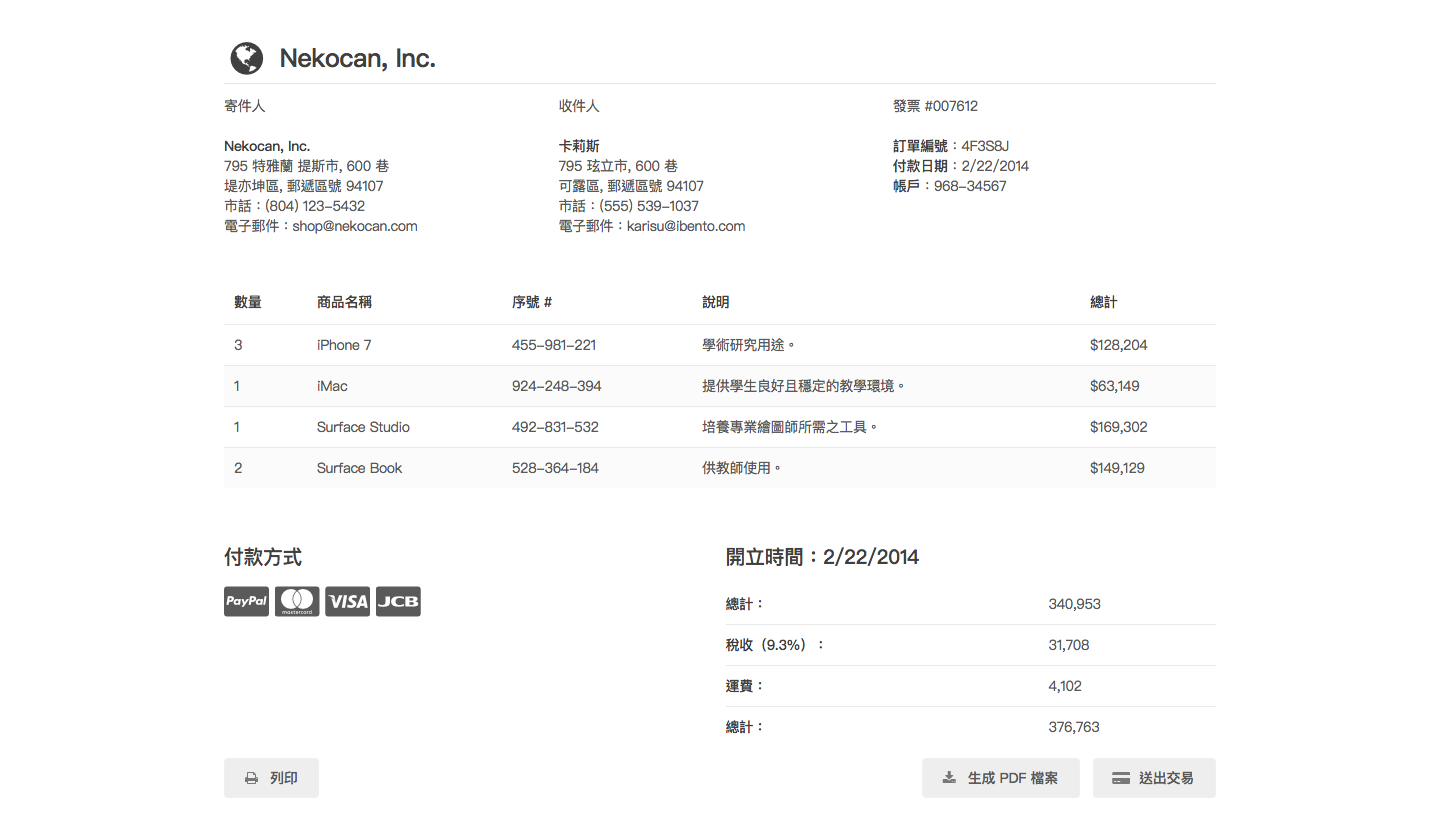 Nekocan, Inc.
寄件人
Nekocan, Inc.
795 特雅蘭 提斯市, 600 巷
堤亦坤區, 郵遞區號 94107
市話：(804) 123-5432
電子郵件：shop@nekocan.com
收件人
卡莉斯
795 玹立市, 600 巷
可露區, 郵遞區號 94107
市話：(555) 539-1037
電子郵件：karisu@ibento.com
發票 #007612
訂單編號：4F3S8J
付款日期：2/22/2014
帳戶：968-34567
數量 商品名稱 序號 # 說明 總計
3 iPhone 7 455-981-221 學術研究用途。 $128,204
1 iMac 924-248-394 提供學生良好且穩定的教學環境。 $63,149
1 Surface Studio 492-831-532 培養專業繪圖師所需之工具。 $169,302
2 Surface Book 528-364-184 供教師使用。 $149,129
付款方式
PayPal mastercard VISA JCB
開立時間：2/22/2014
總計： 340,953
稅收（9.3%）： 31,708
運費： 4,102
總計： 376,763
列印 生成 PDF 檔案 送出交易